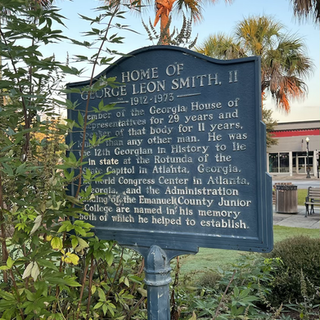 HOME OF
GEORGE LEON SMITH, II
—1912-1973—
Member of the Georgia House of
Representatives for 29 years and
of that body for 11 years,
than any other man. He was
the 12th Georgian in History to lie
in state at the Rotunda of the
Capitol in Atlanta, Georgia.
World Congress Center in Atlanta,
Georgia, and the Administration
of the Emanuel County Junior
College are named in his memory
both of which he helped to establish.